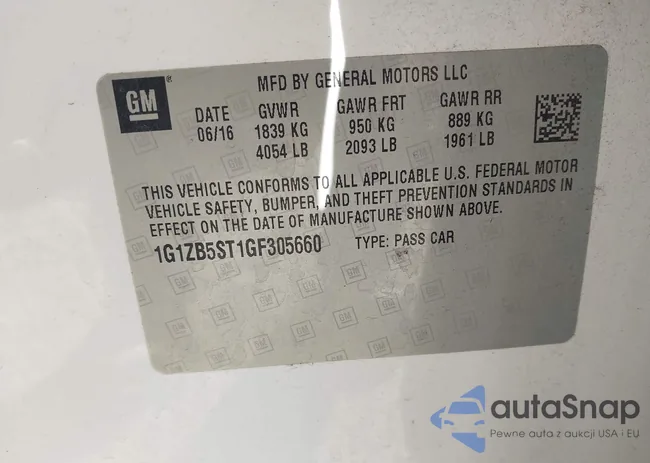 GM
MFD BY GENERAL MOTORS LLC
DATE GVWR GAWR FRT GAWR RR
06/16 1839 KG 950 KG 889 KG
4054 LB 2093 LB 1961 LB
THIS VEHICLE CONFORMS TO ALL APPLICABLE U.S. FEDERAL MOTOR
VEHICLE SAFETY, BUMPER, AND THEFT PREVENTION STANDARDS IN
EFFECT ON THE DATE OF MANUFACTURE SHOWN ABOVE.
1G1ZB5ST1GF305660 TYPE: PASS CAR
autaSnap
Pewne auta z aukcji USA i EU